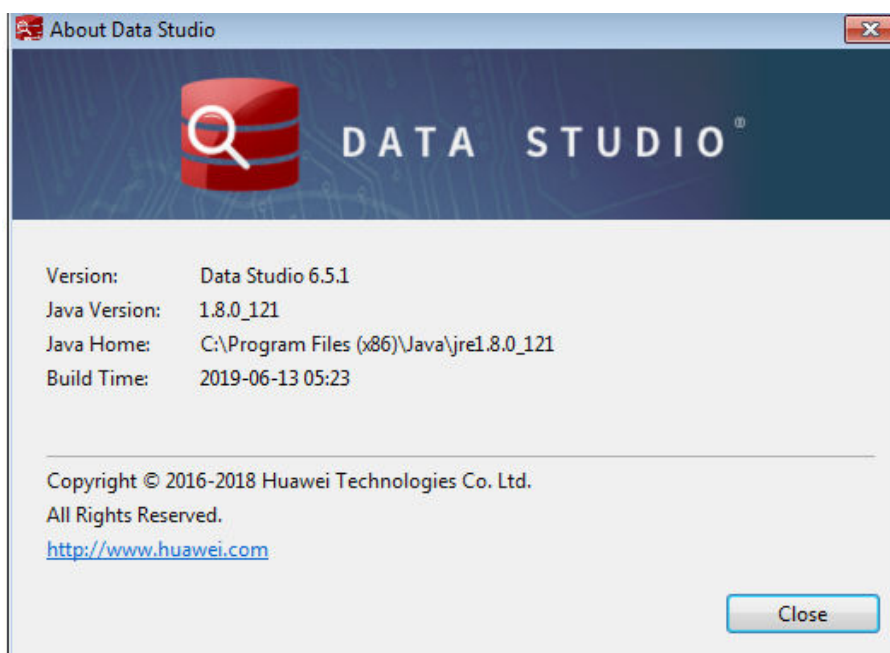 About Data Studio
DATA STUDIO®
Version: Data Studio 6.5.1
Java Version: 1.8.0_121
Java Home: C:\Program Files (x86)\Java\jre1.8.0_121
Build Time: 2019-06-13 05:23
Copyright © 2016-2018 Huawei Technologies Co. Ltd.
All Rights Reserved.
http://www.huawei.com
Close